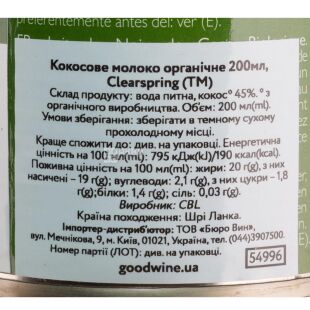 preferentemente antes del: ver (E).
Кокосове молоко органічне 200мл,
Clearspring (TM)
Склад продукту: вода питна, кокос° 45%. ° з
органічного виробництва. Об'єм: 200 мл(ml).
Умови зберігання: зберігати в темному сухому
прохолодному місці.
Краще спожити до: див. на упаковці. Енергетична
цінність на 100 мл(ml): 795 кДж(kJ)/190 ккал(kcal).
Поживна цінність на 100 мл(ml): жири: 20 г(g), з них
насичені – 19 г(g); вуглеводи: 2,1 г(g), з них цукри – 1,8
г(g);білки: 1,4 г(g); сіль: 0,03 г(g).
Виробник: CBL
Країна походження: Шрі Ланка.
Імпортер-дистриб'ютор: ТОВ «Бюро Вин»,
вул. Мечнікова, 9, м. Київ, 01021, Україна, тел. (044)3907500.
Номер партії (ЛОТ): див. на упаковці.
goodwine.ua
54996